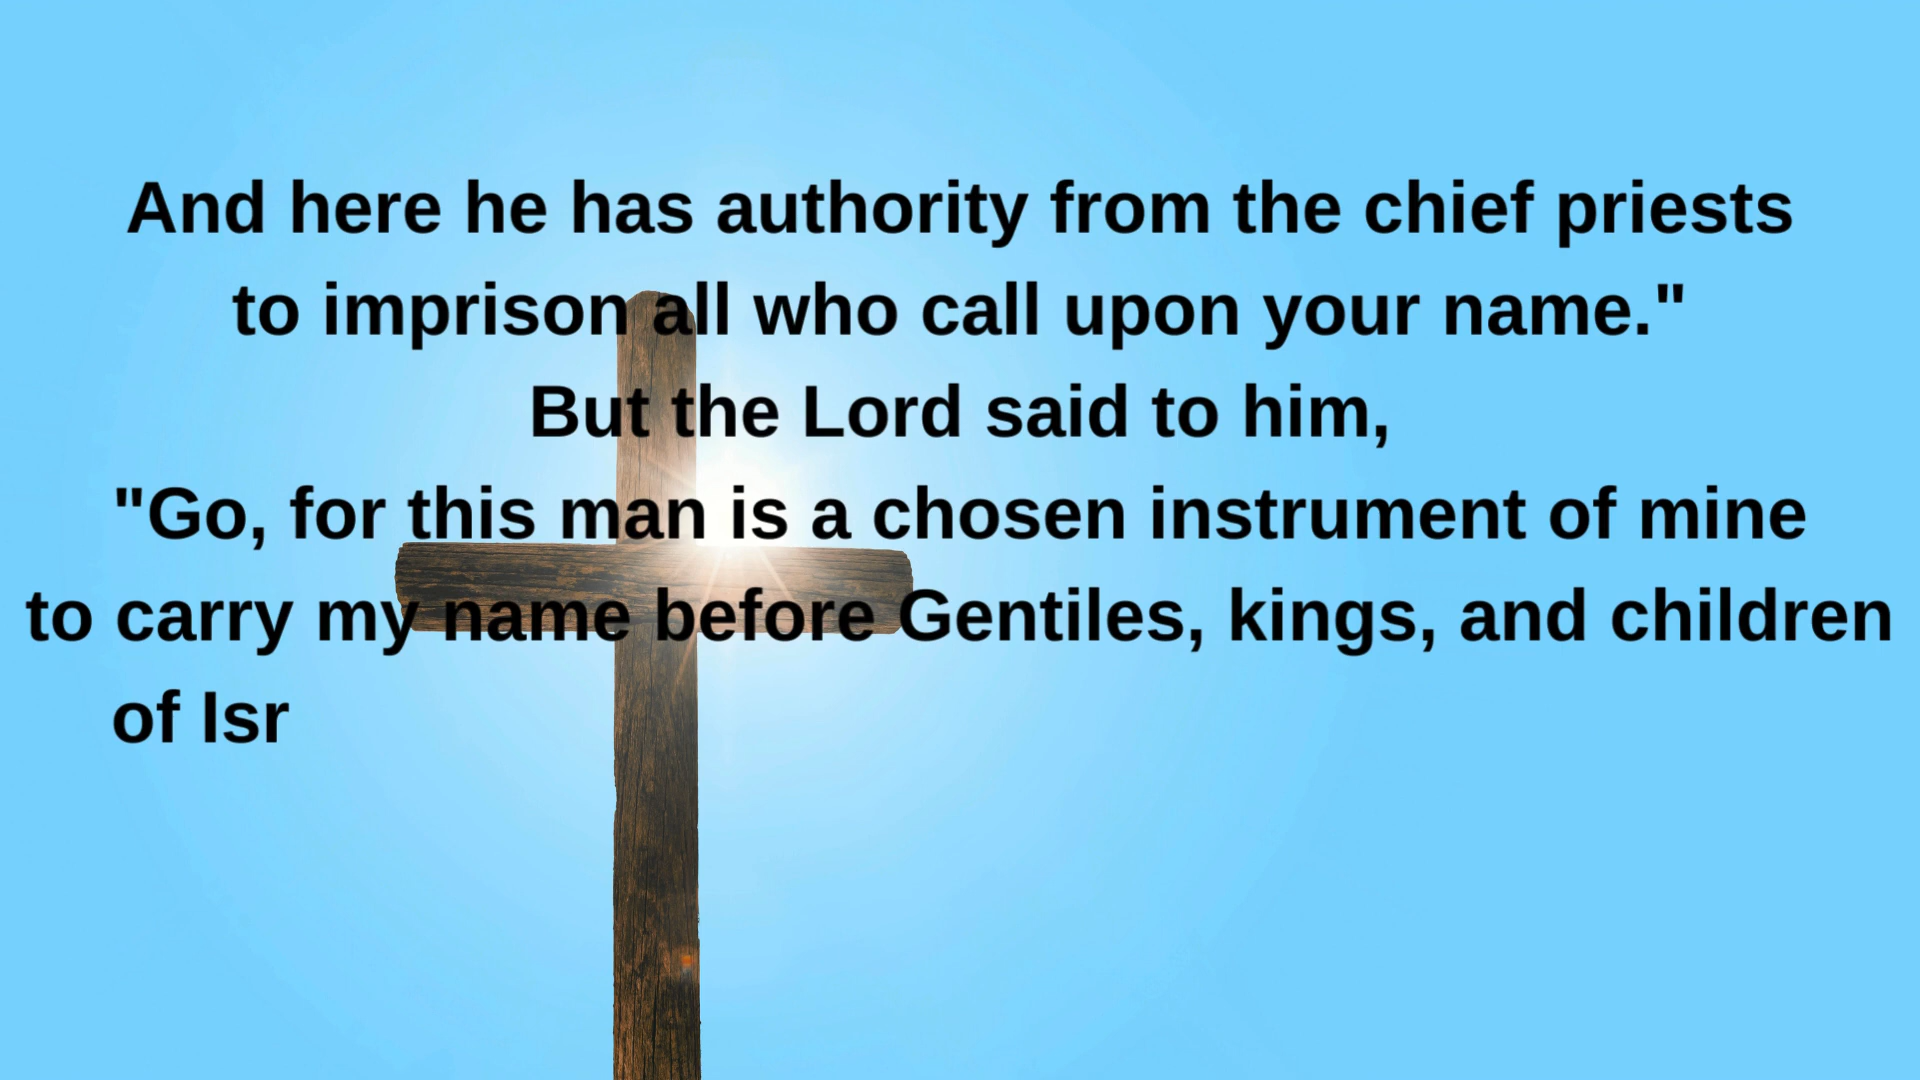 And here he has authority from the chief priests
to imprison all who call upon your name."
But the Lord said to him,
"Go, for this man is a chosen instrument of mine
to carry my name before Gentiles, kings, and children
of Isr